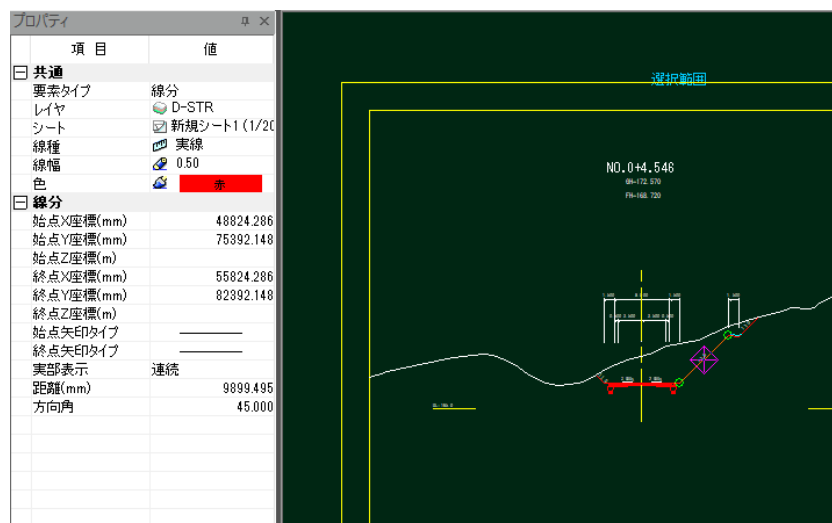 プロパティ
項目 値
共通
要素タイプ 線分
レイヤ D-STR
シート 新規シート1 (1/20
線種 実線
線幅 0.50
色 赤
線分
始点X座標(mm) 48824.286
始点Y座標(mm) 75392.148
始点Z座標(m)
終点X座標(mm) 55824.286
終点Y座標(mm) 82392.148
終点Z座標(m)
始点矢印タイプ
終点矢印タイプ
実部表示 連続
距離(mm) 9899.495
方向角 45.000
選択範囲
NO.0+4.546
GH=172.570
FH=168.720